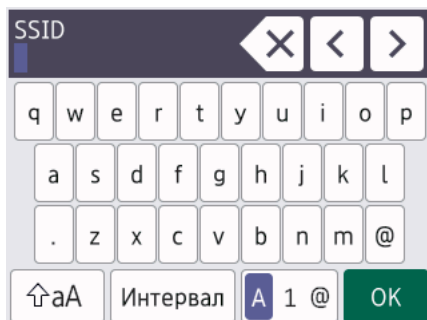 SSID
q w e r t y u i o p
a s d f g h j k l
. z x c v b n m @
aA Интервал A 1 @ OK